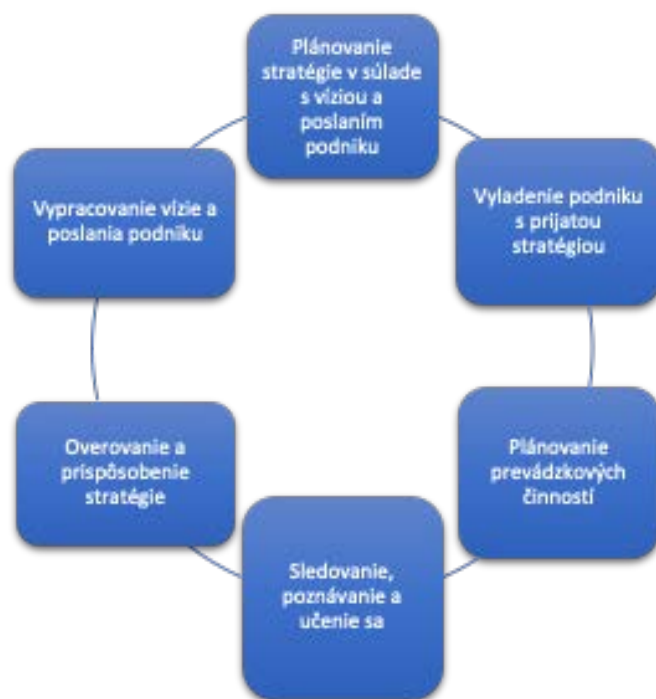 Plánovanie
stratégie v súlade
s víziou a
poslaním
podniku
Vyladenie podniku
s prijatou
stratégiou
Plánovanie
prevádzkových
činností
Sledovanie,
poznávanie a
učenie sa
Overovanie a
prispôsobenie
stratégie
Vypracovanie vízie a
poslania podniku